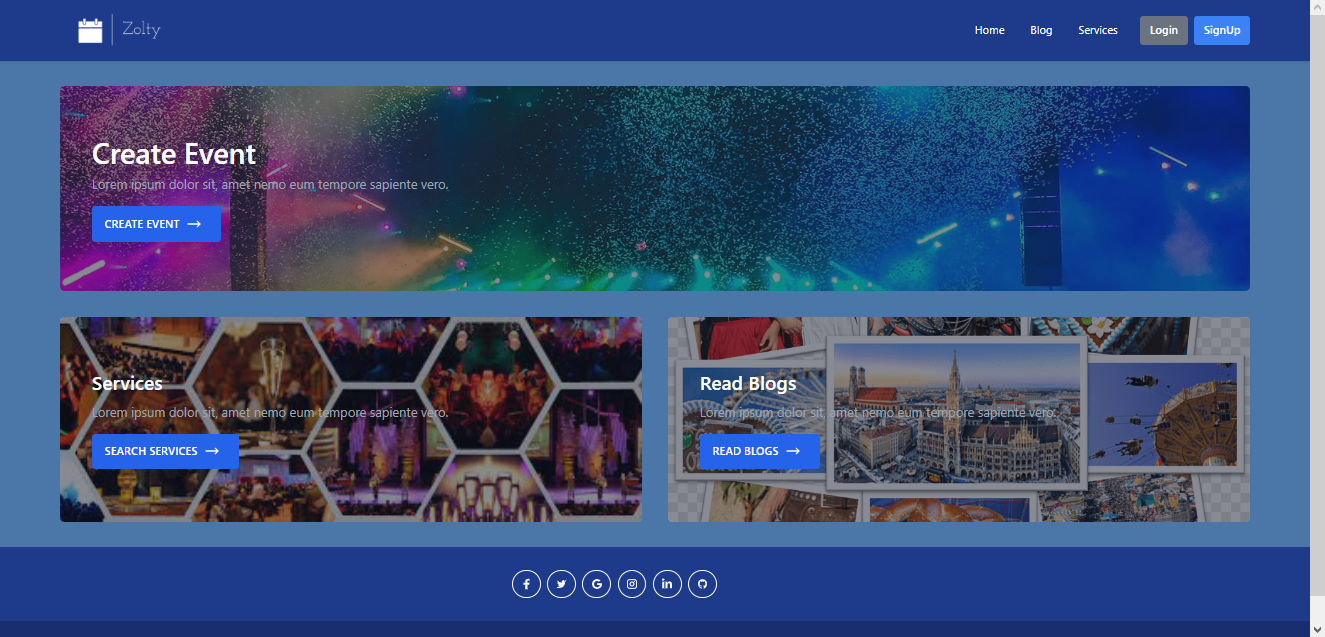 Zolty
Home Blog Services Login SignUp
Create Event
Lorem ipsum dolor sit, amet nemo eum tempore sapiente vero.
CREATE EVENT →
Services
Lorem ipsum dolor sit, amet nemo eum tempore sapiente vero.
SEARCH SERVICES →
Read Blogs
Lorem ipsum dolor sit, amet nemo eum tempore sapiente vero.
READ BLOGS →